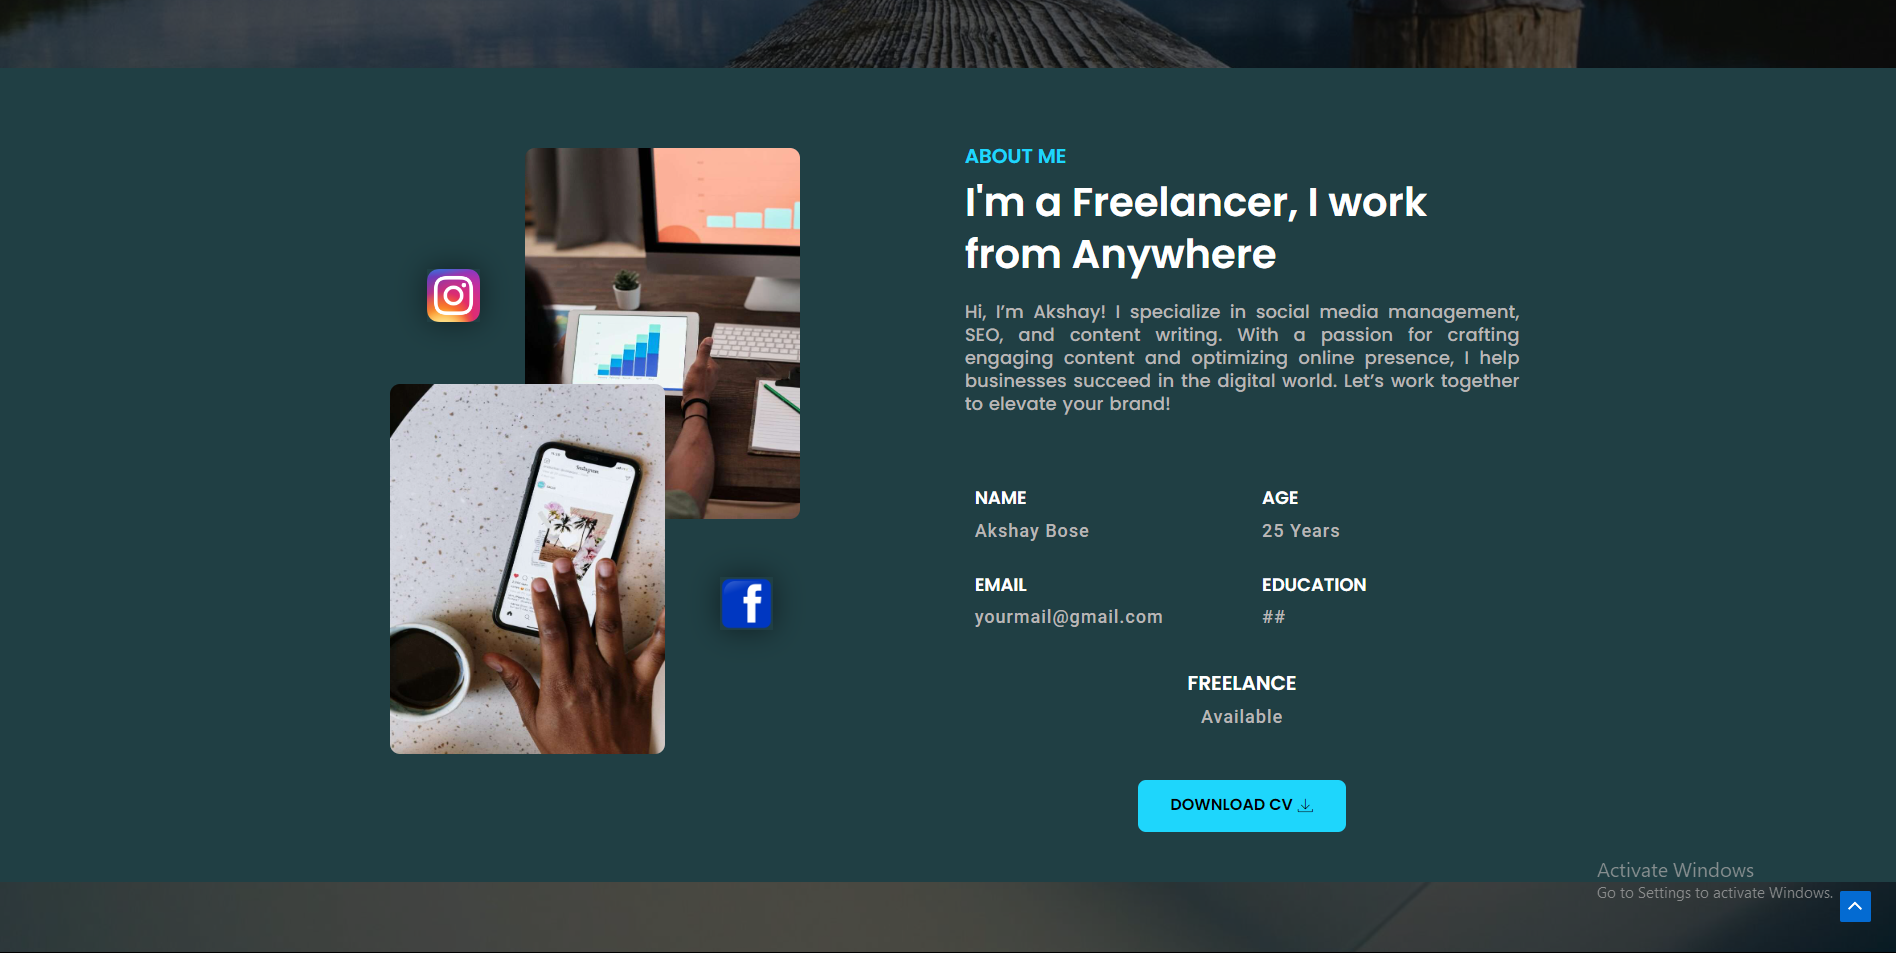 ABOUT ME
I'm a Freelancer, I work
from Anywhere
Hi, I’m Akshay! I specialize in social media management,
SEO, and content writing. With a passion for crafting
engaging content and optimizing online presence, I help
businesses succeed in the digital world. Let’s work together
to elevate your brand!
NAME
Akshay Bose
AGE
25 Years
EMAIL
yourmail@gmail.com
EDUCATION
##
FREELANCE
Available
DOWNLOAD CV
Instagram
Activate Windows
Go to Settings to activate Windows.